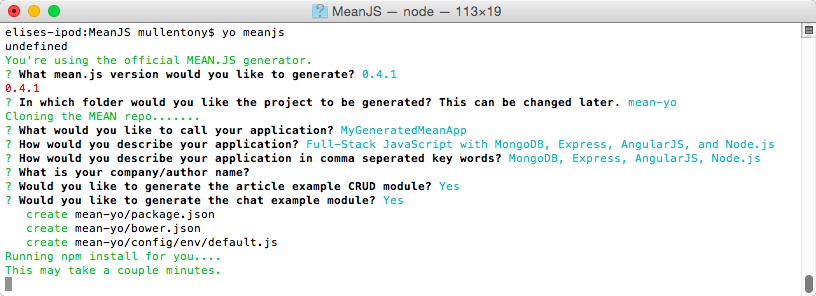 MeanJS — node — 113×19
elises-ipod:MeanJS mullentony$ yo meanjs
undefined
You're using the official MEAN.JS generator.
? What mean.js version would you like to generate? 0.4.1
0.4.1
? In which folder would you like the project to be generated? This can be changed later. mean-yo
Cloning the MEAN repo.......
? What would you like to call your application? MyGeneratedMeanApp
? How would you describe your application? Full-Stack JavaScript with MongoDB, Express, AngularJS, and Node.js
? How would you describe your application in comma seperated key words? MongoDB, Express, AngularJS, Node.js
? What is your company/author name?
? Would you like to generate the article example CRUD module? Yes
? Would you like to generate the chat example module? Yes
create mean-yo/package.json
create mean-yo/bower.json
create mean-yo/config/env/default.js
Running npm install for you....
This may take a couple minutes.